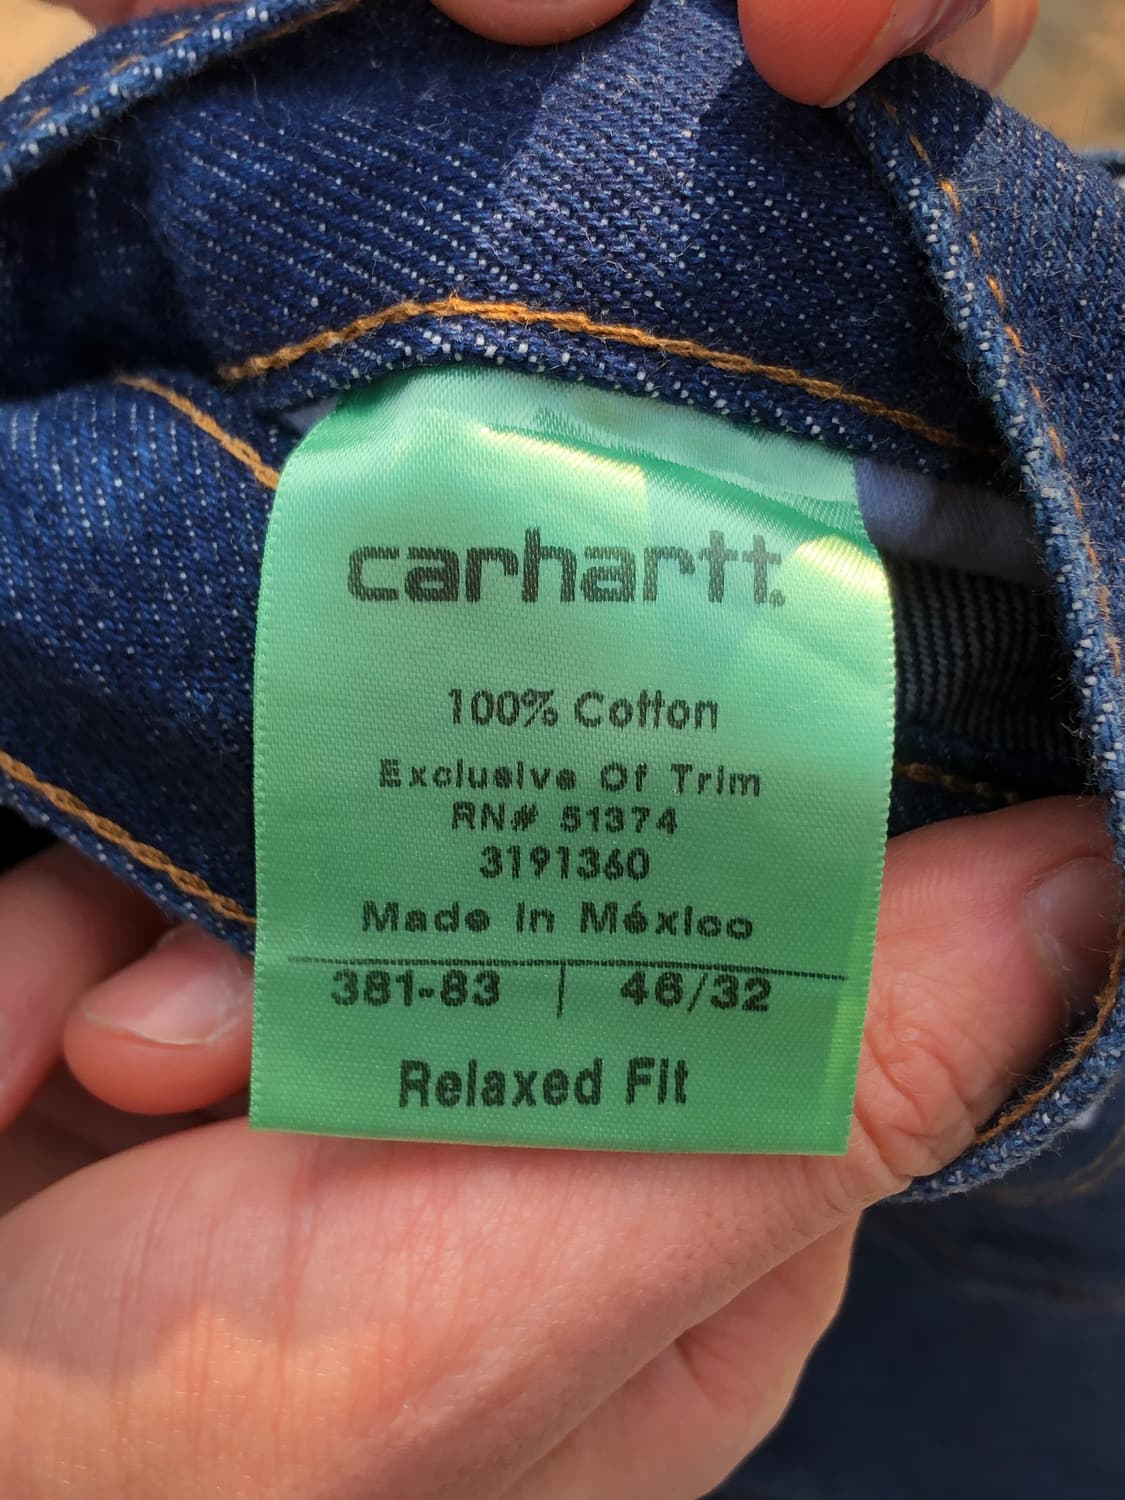 carhartt.
100% Cotton
Exclusive Of Trim
RN# 51374
3191360
Made In México
381-83 | 46/32
Relaxed Fit